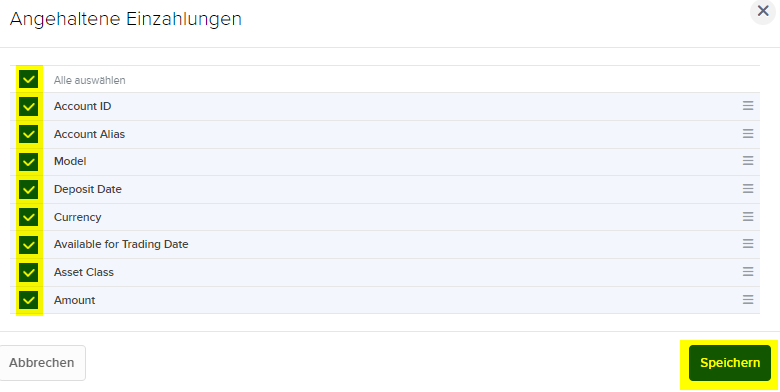 Angehaltene Einzahlungen
Alle auswählen
Account ID
Account Alias
Model
Deposit Date
Currency
Available for Trading Date
Asset Class
Amount
Abbrechen
Speichern